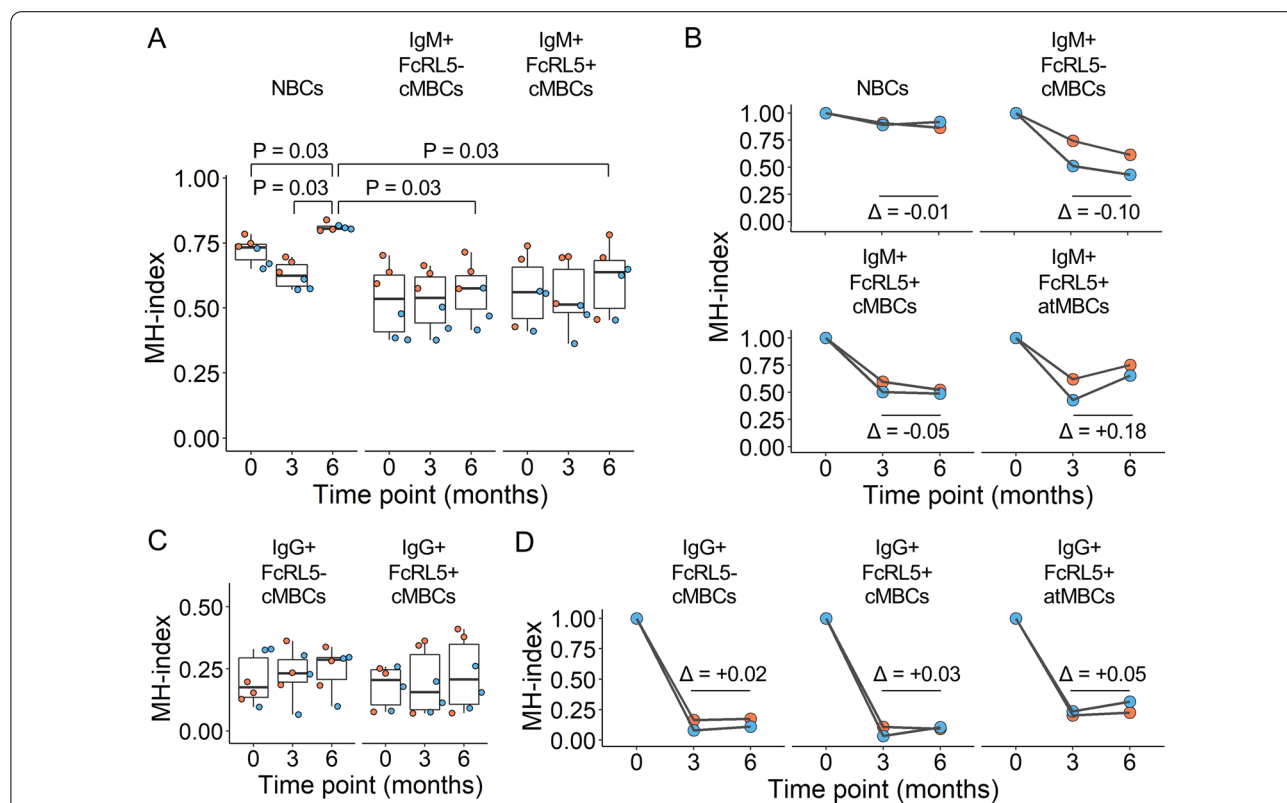 A
NBCs
IgM+
FcRL5-
cMBCs
IgM+
FcRL5+
cMBCs
P = 0.03
P = 0.03
P = 0.03
P = 0.03
MH-index
1.00
0.75
0.50
0.25
0.00
0 3 6
0 3 6
0 3 6
Time point (months)
B
NBCs
IgM+
FcRL5-
cMBCs
MH-index
1.00
0.75
0.50
0.25
0.00
Δ = -0.01
Δ = -0.10
IgM+
FcRL5+
cMBCs
IgM+
FcRL5+
atMBCs
1.00
0.75
0.50
0.25
0.00
Δ = -0.05
Δ = +0.18
0 3 6
0 3 6
Time point (months)
C
IgG+
FcRL5-
cMBCs
IgG+
FcRL5+
cMBCs
MH-index
0.50
0.25
0.00
0 3 6
0 3 6
Time point (months)
D
IgG+
FcRL5-
cMBCs
IgG+
FcRL5+
cMBCs
IgG+
FcRL5+
atMBCs
MH-index
1.00
0.75
0.50
0.25
0.00
Δ = +0.02
Δ = +0.03
Δ = +0.05
0 3 6
0 3 6
0 3 6
Time point (months)